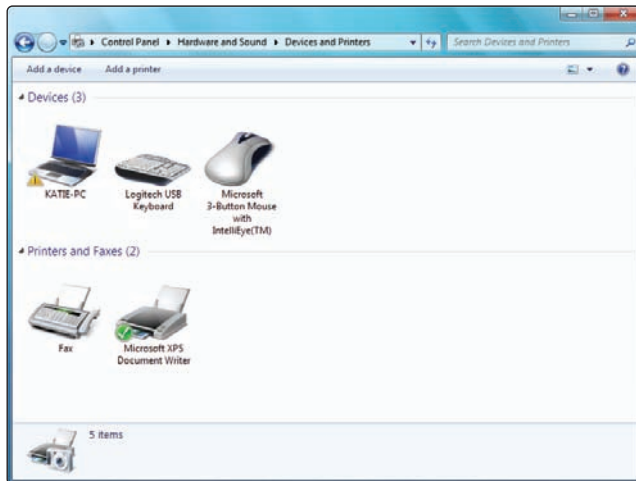 Control Panel ▸ Hardware and Sound ▸ Devices and Printers
Search Devices and Printers
Add a device Add a printer
Devices (3)
KATIE-PC
Logitech USB
Keyboard
Microsoft
3-Button Mouse
with
IntelliEye(TM)
Printers and Faxes (2)
Fax
Microsoft XPS
Document Writer
5 items